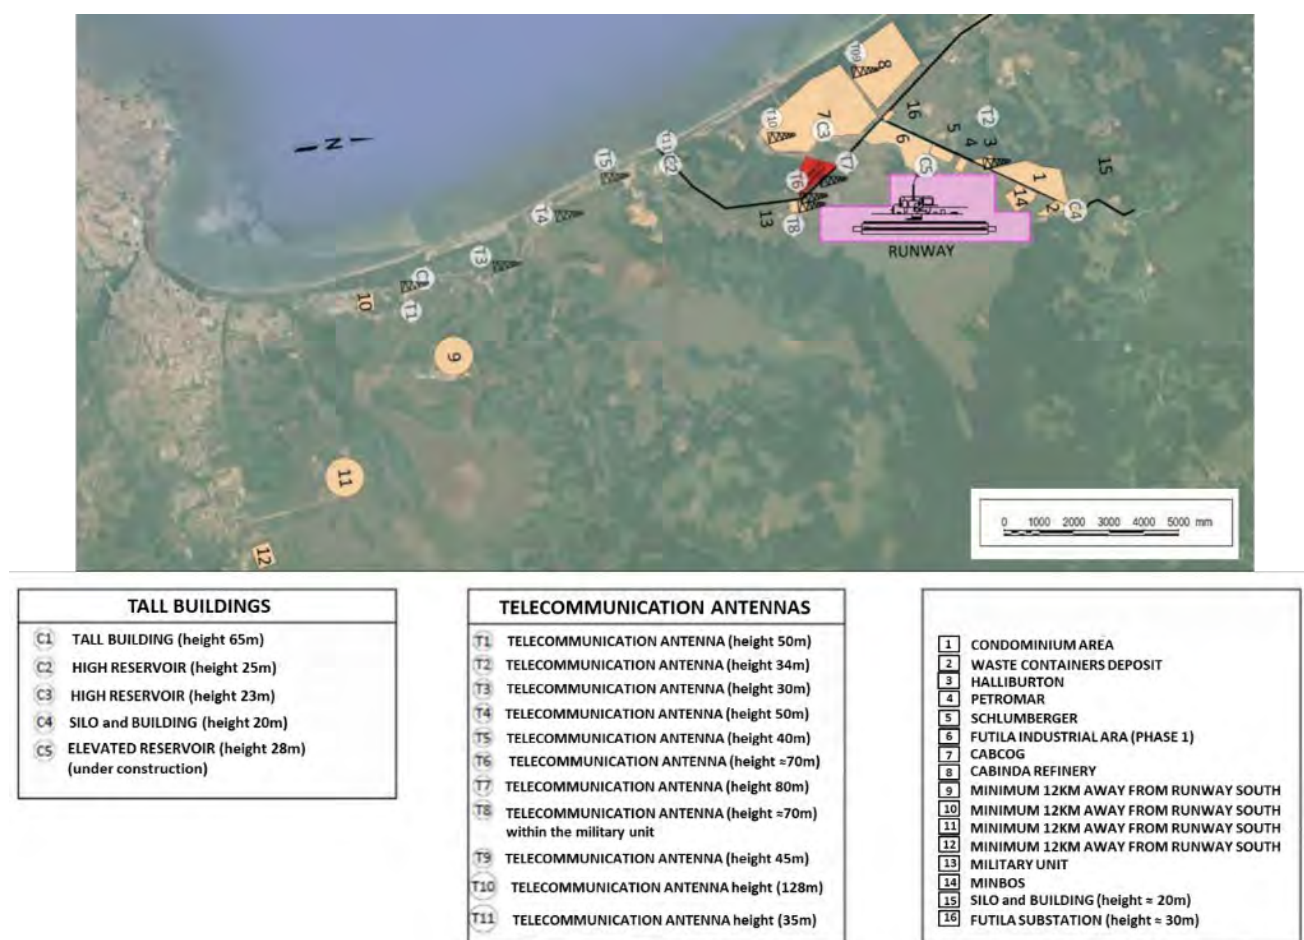 T09
8
16
T2
T10
7
C3
5
4
3
15
T11
C2
6
T7
C5
1
N
T5
T6
14
2
C4
T4
13
T8
RUNWAY
T3
C1
10
T1
9
11
12
0 1000 2000 3000 4000 5000 mm
TALL BUILDINGS
C1 TALL BUILDING (height 65m)
C2 HIGH RESERVOIR (height 25m)
C3 HIGH RESERVOIR (height 23m)
C4 SILO and BUILDING (height 20m)
C5 ELEVATED RESERVOIR (height 28m)
(under construction)
TELECOMMUNICATION ANTENNAS
T1 TELECOMMUNICATION ANTENNA (height 50m)
T2 TELECOMMUNICATION ANTENNA (height 34m)
T3 TELECOMMUNICATION ANTENNA (height 30m)
T4 TELECOMMUNICATION ANTENNA (height 50m)
T5 TELECOMMUNICATION ANTENNA (height 40m)
T6 TELECOMMUNICATION ANTENNA (height ≈70m)
T7 TELECOMMUNICATION ANTENNA (height 80m)
T8 TELECOMMUNICATION ANTENNA (height ≈70m)
within the military unit
T9 TELECOMMUNICATION ANTENNA (height 45m)
T10 TELECOMMUNICATION ANTENNA height (128m)
T11 TELECOMMUNICATION ANTENNA height (35m)
1 CONDOMINIUM AREA
2 WASTE CONTAINERS DEPOSIT
3 HALLIBURTON
4 PETROMAR
5 SCHLUMBERGER
6 FUTILA INDUSTRIAL ARA (PHASE 1)
7 CABCOG
8 CABINDA REFINERY
9 MINIMUM 12KM AWAY FROM RUNWAY SOUTH
10 MINIMUM 12KM AWAY FROM RUNWAY SOUTH
11 MINIMUM 12KM AWAY FROM RUNWAY SOUTH
12 MINIMUM 12KM AWAY FROM RUNWAY SOUTH
13 MILITARY UNIT
14 MINBOS
15 SILO and BUILDING (height ≈ 20m)
16 FUTILA SUBSTATION (height ≈ 30m)